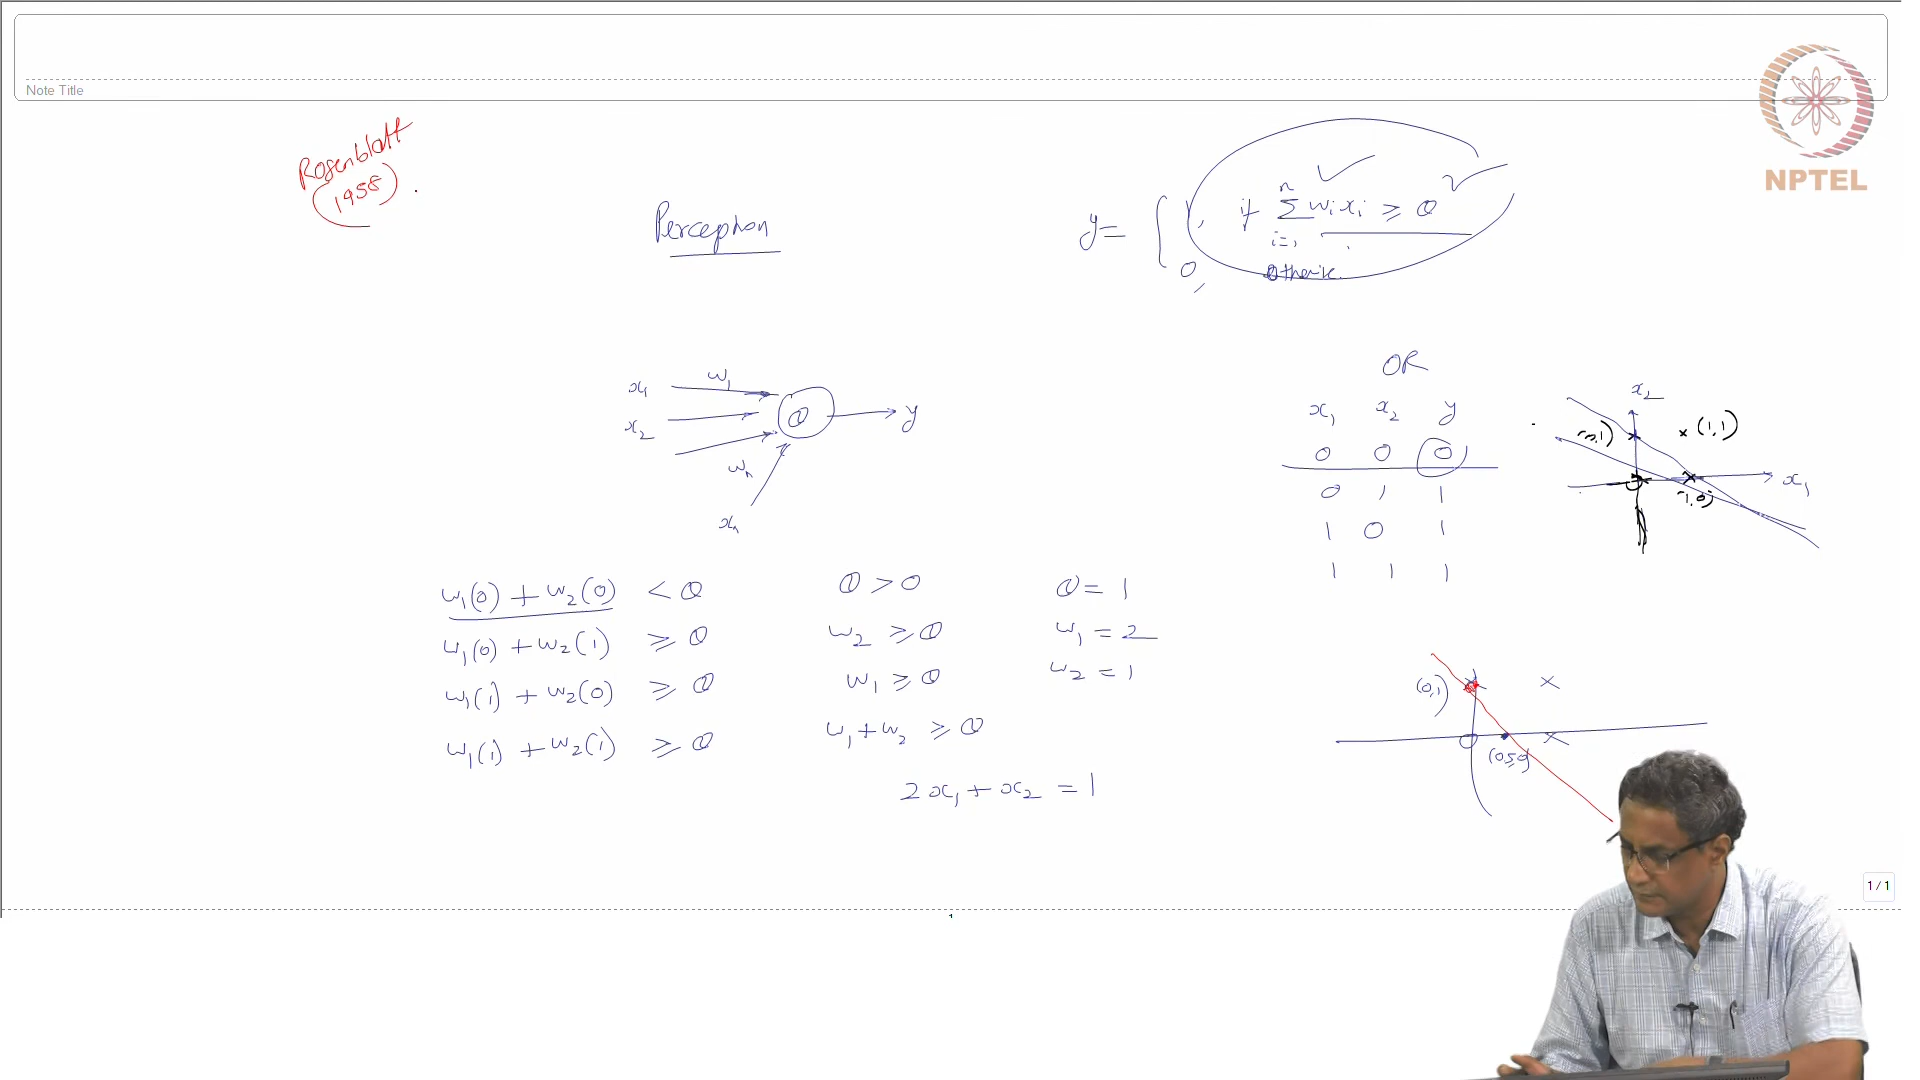 Note Title
NPTEL
Rosenblatt
(1958)
Perceptron
y = { 1, if Σ wixi ≥ θ
n
i=1
0, otherwise.
x1 w1
x2 θ y
wn
xn
OR
x1 x2 y
0 0 0
0 1 1
1 0 1
1 1 1
x2
(0,1) (1,1)
x1
(1,0)
w1(0) + w2(0) < θ θ > 0 θ = 1
w1(0) + w2(1) ≥ θ w2 ≥ θ w1 = 2
w1(1) + w2(0) ≥ θ w1 ≥ θ w2 = 1
w1(1) + w2(1) ≥ θ w1 + w2 ≥ θ
2x1 + x2 = 1
(0,1)
(0.5,0)
1 / 1
1